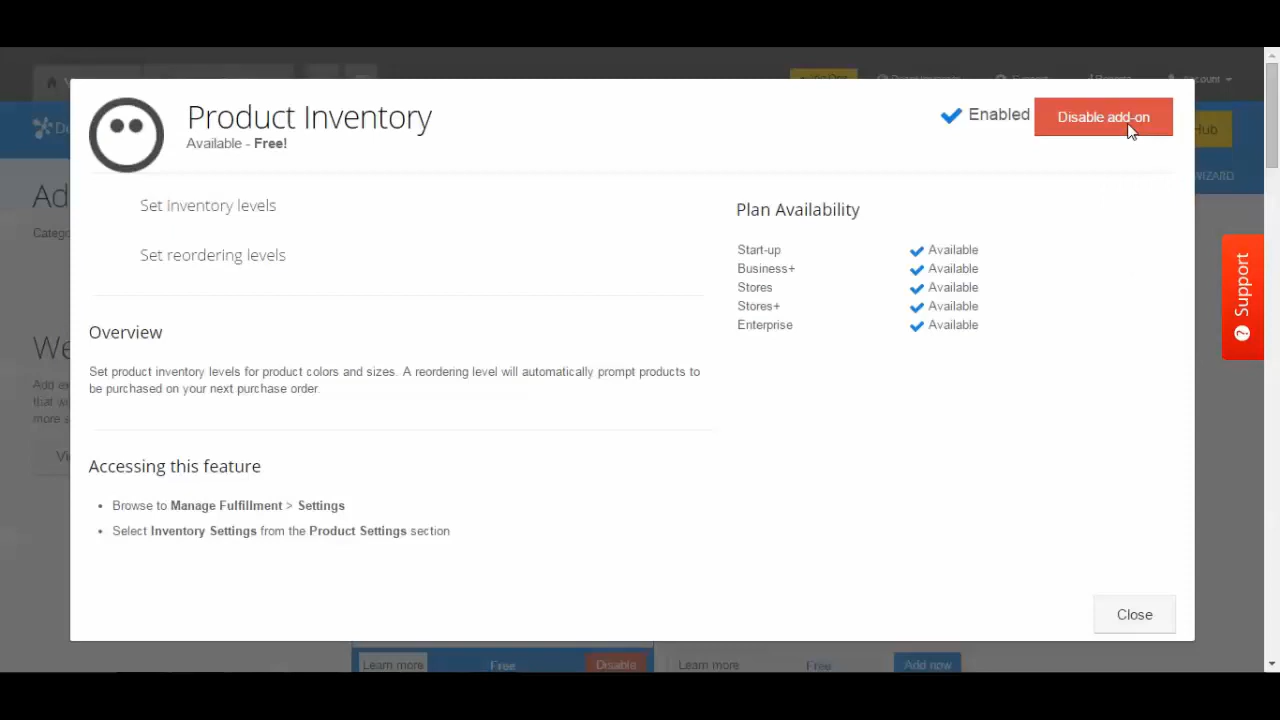 Product Inventory
Available - Free!
Enabled
Disable add-on
Set inventory levels
Set reordering levels
Plan Availability
Start-up Available
Business+ Available
Stores Available
Stores+ Available
Enterprise Available
Overview
Set product inventory levels for product colors and sizes. A reordering level will automatically prompt products to
be purchased on your next purchase order.
Accessing this feature
Browse to Manage Fulfillment > Settings
Select Inventory Settings from the Product Settings section
Close
Support
Hub
WIZARD
Learn more Free Disable
Learn more Free Add now